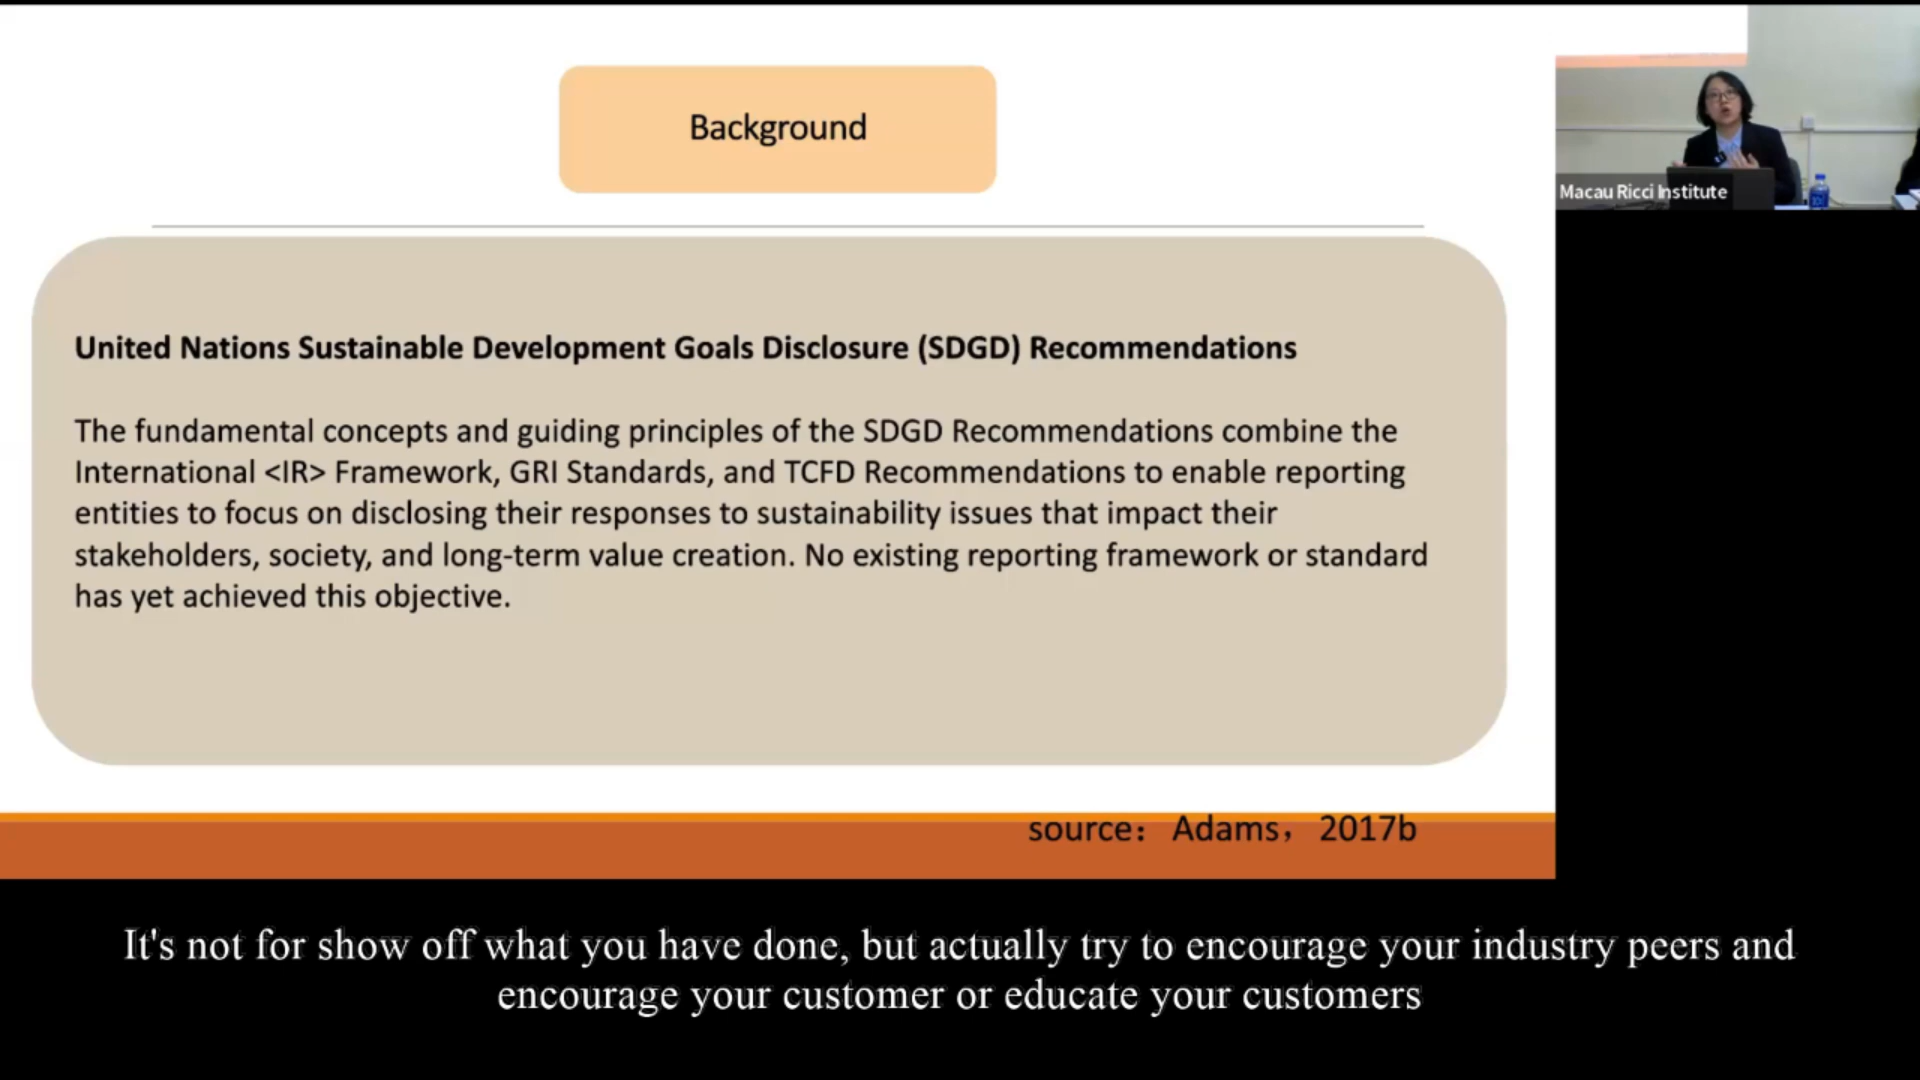 Background
Macau Ricci Institute
United Nations Sustainable Development Goals Disclosure (SDGD) Recommendations
The fundamental concepts and guiding principles of the SDGD Recommendations combine the
International <IR> Framework, GRI Standards, and TCFD Recommendations to enable reporting
entities to focus on disclosing their responses to sustainability issues that impact their
stakeholders, society, and long-term value creation. No existing reporting framework or standard
has yet achieved this objective.
source： Adams，2017b
It's not for show off what you have done, but actually try to encourage your industry peers and
encourage your customer or educate your customers